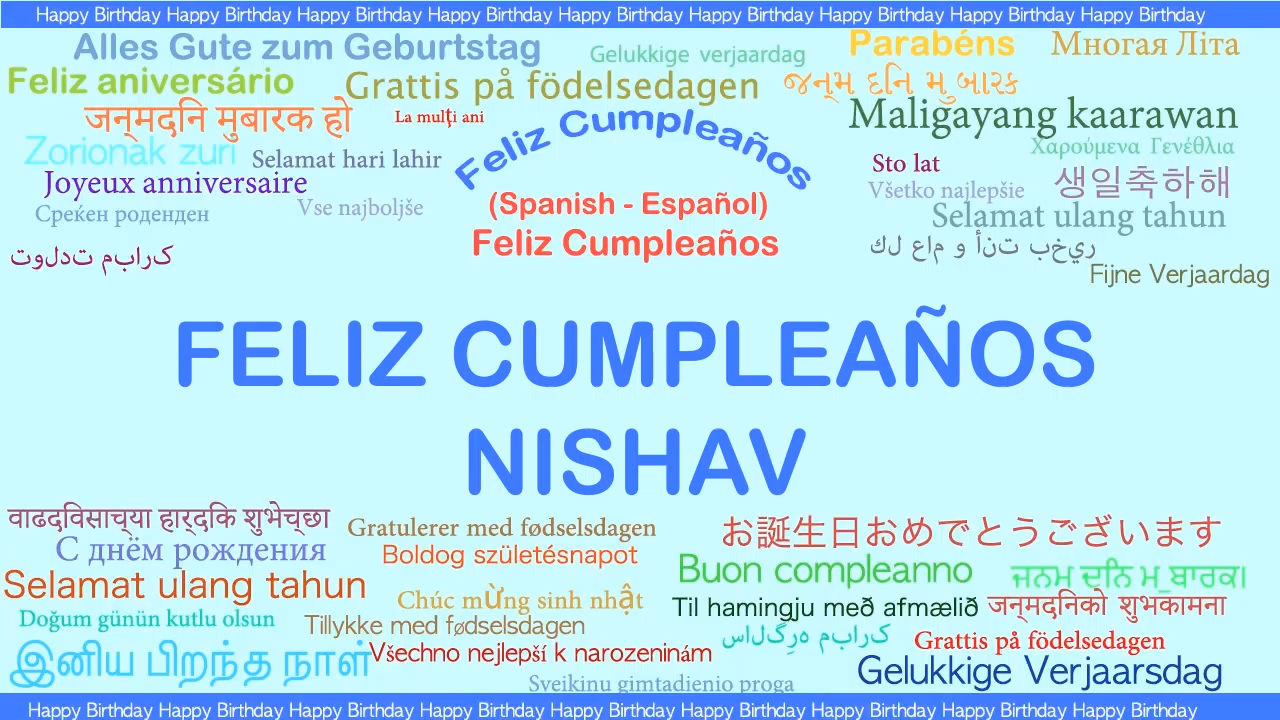 Happy Birthday Happy Birthday Happy Birthday Happy Birthday Happy Birthday Happy Birthday Happy Birthday Happy Birthday Happy Birthday
Alles Gute zum Geburtstag
Gelukkige verjaardag
Parabéns
Многая Літа
Feliz aniversário
Grattis på födelsedagen
જન્મ દનિ મુબારક
जन्मदनि मुबारक हो
La mulţi ani
Feliz Cumpleaños
Maligayang kaarawan
Zorionak zuri
Selamat hari lahir
Sto lat
Χαρούμενα Γενέθλια
Joyeux anniversaire
(Spanish - Español)
Všetko najlepšie
생일축하해
Срeќен роденден
Vse najboljše
Feliz Cumpleaños
Selamat ulang tahun
تولدت مبارک
كل عام و أنت بخير
Fijne Verjaardag
FELIZ CUMPLEAÑOS
NISHAV
वाढदविसाच्या हार्दकि शुभेच्छा
Gratulerer med fødselsdagen
お誕生日おめでとうございます
С днём рождения
Boldog születésnapot
Buon compleanno
ਜਨਮ ਦਨਿ ਮੁਬਾਰਕ।
Selamat ulang tahun
Chúc mừng sinh nhật
Til hamingju með afmælið
जन्मदनिको शुभकामना
Doğum günün kutlu olsun
Tillykke med fødselsdagen
سالگرہ مبارک
Grattis på födelsedagen
இனிய பிறந்த நாள்
Všechno nejlepší k narozeninám
Gelukkige Verjaarsdag
Sveikinu gimtadienio proga
Happy Birthday Happy Birthday Happy Birthday Happy Birthday Happy Birthday Happy Birthday Happy Birthday Happy Birthday Happy Birthday